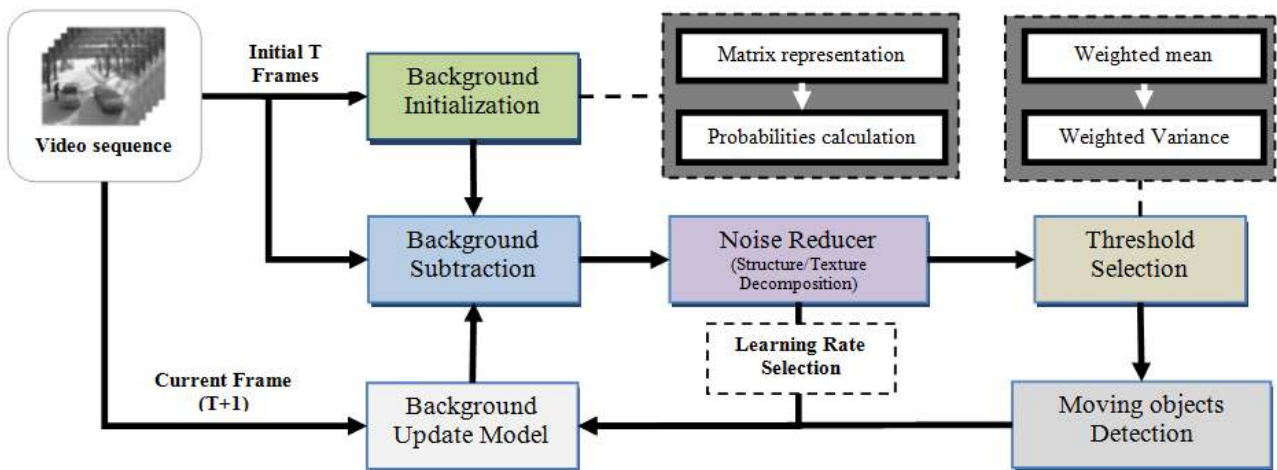 Video sequence
Initial T
Frames
Background
Initialization
Matrix representation
Probabilities calculation
Weighted mean
Weighted Variance
Background
Subtraction
Noise Reducer
(Structure/Texture
Decomposition)
Threshold
Selection
Learning Rate
Selection
Current Frame
(T+1)
Background
Update Model
Moving objects
Detection